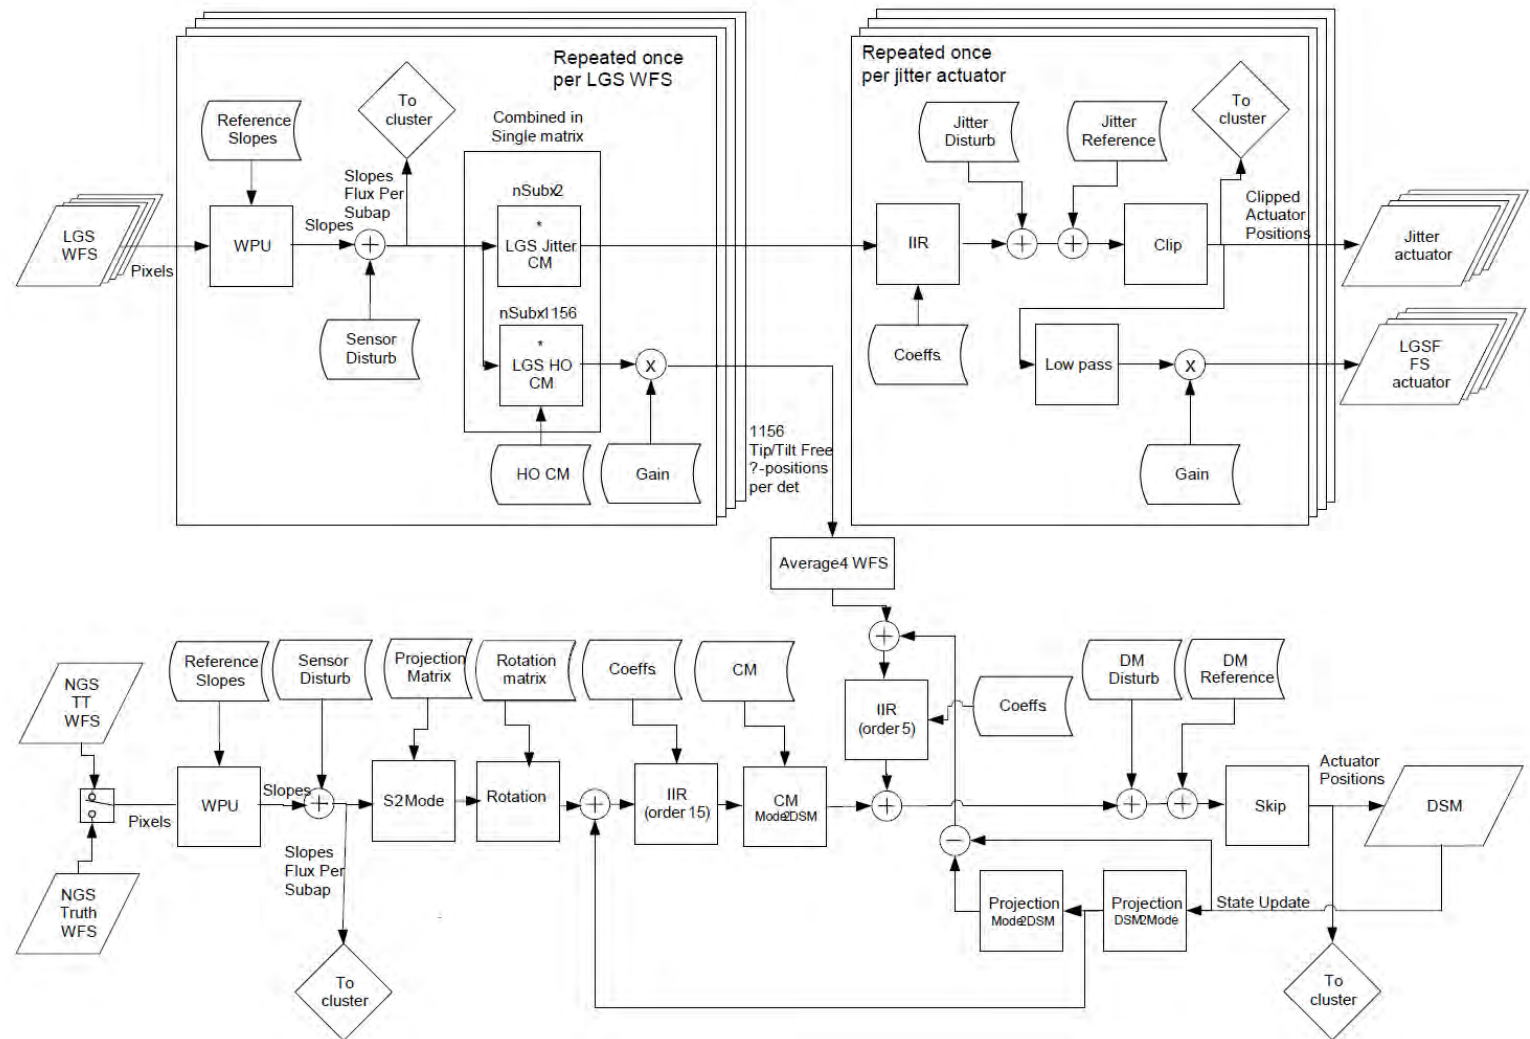 Repeated once
per LGS WFS
To
cluster
Reference
Slopes
Combined in
Single matrix
Slopes
Flux Per
Subap
nSubx2
LGS
WFS
Pixels
WPU
Slopes
+
*
LGS Jitter
CM
nSubx1156
Sensor
Disturb
*
LGS HO
CM
x
HO CM
Gain
1156
Tip/Tilt Free
?-positions
per det
Repeated once
per jitter actuator
To
cluster
Jitter
Disturb
Jitter
Reference
Clipped
Actuator
Positions
IIR
+
+
Clip
Jitter
actuator
Coeffs.
Low pass
x
LGSF
FS
actuator
Gain
Average4 WFS
+
Reference
Slopes
Sensor
Disturb
Projection
Matrix
Rotation
matrix
Coeffs.
CM
DM
Disturb
DM
Reference
NGS
TT
WFS
IIR
(order 5)
Coeffs.
Pixels
WPU
Slopes
+
S2Mode
Rotation
+
IIR
(order 15)
CM
Mode2DSM
+
+
+
Skip
Actuator
Positions
DSM
Slopes
Flux Per
Subap
−
NGS
Truth
WFS
Projection
Mode2DSM
Projection
DSM2Mode
State Update
To
cluster
To
cluster